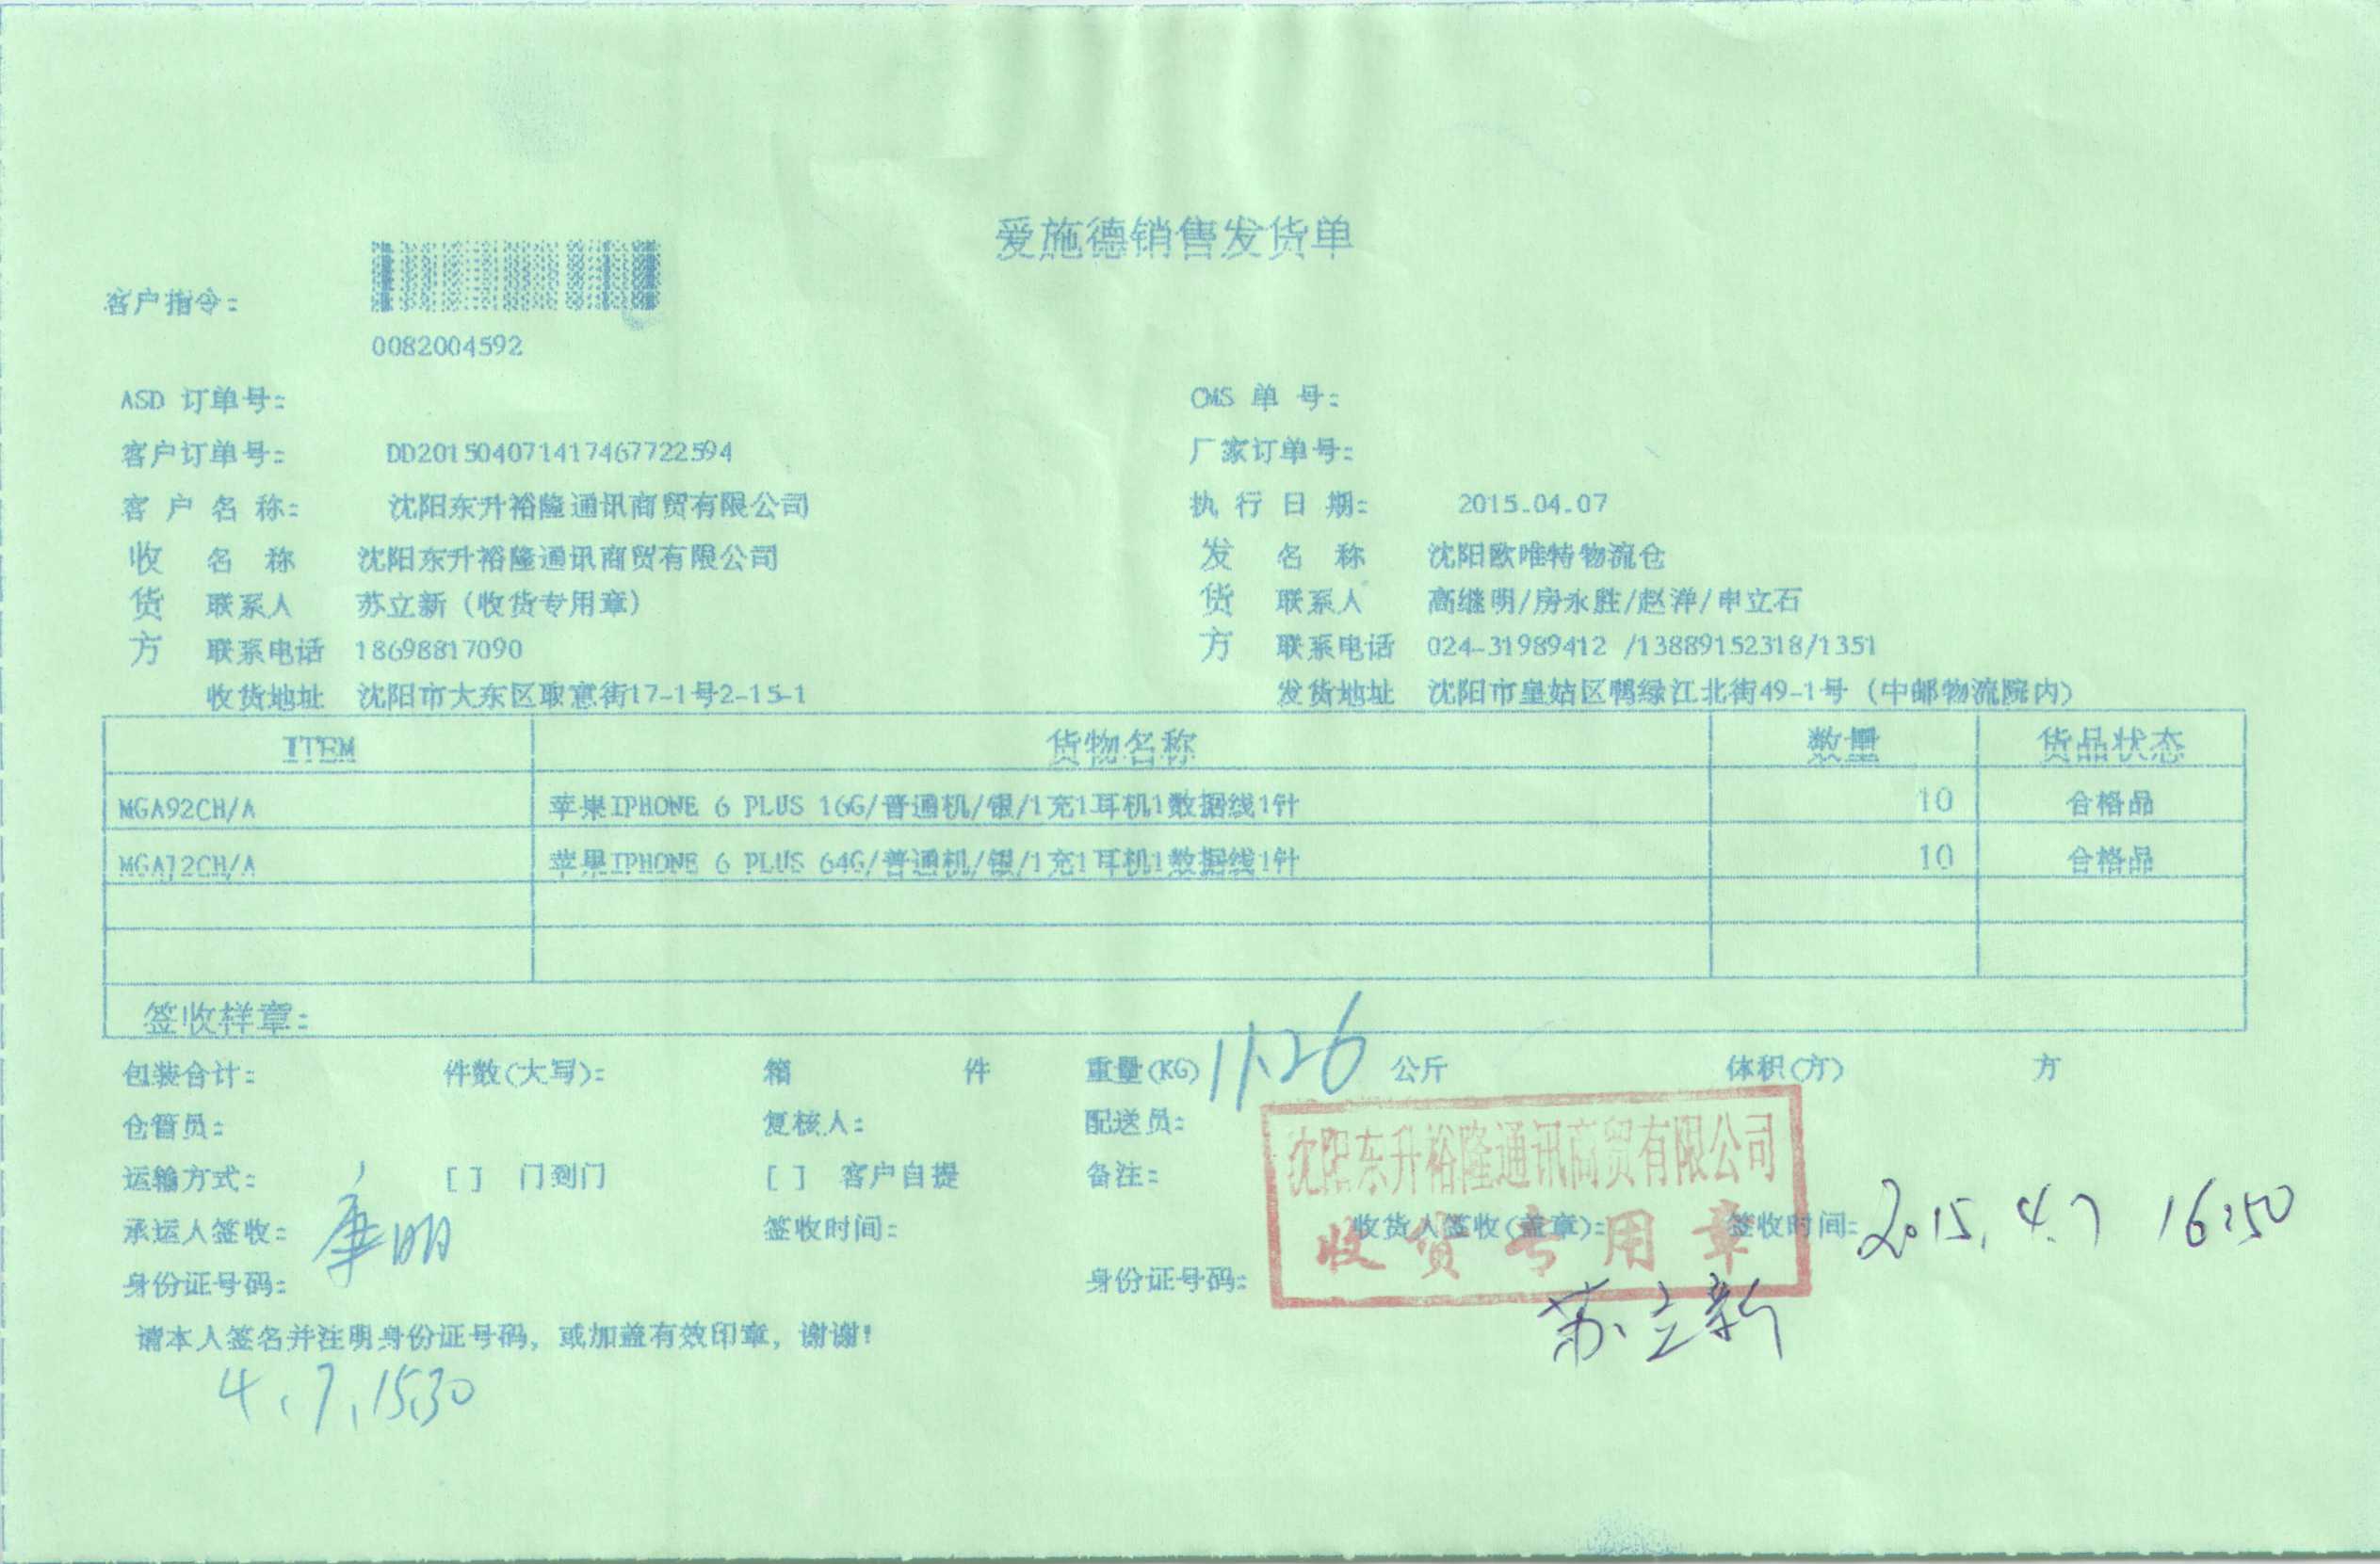 爱施德销售发货单
客户指令:
0082004592
ASD 订单号: OMS 单 号:
客户订单号: DD201504071417467722594 厂家订单号:
客 户 名 称: 沈阳东升裕隆通讯商贸有限公司 执 行 日 期: 2015.04.07
收 名 称 沈阳东升裕隆通讯商贸有限公司 发 名 称 沈阳欧唯特物流仓
货 联系人 苏立新(收货专用章) 货 联系人 高继明/房永胜/赵洋/申立石
方 联系电话 18698817090 方 联系电话 024-31989412 /13889152318/1351
收货地址 沈阳市大东区取意街17-1号2-15-1 发货地址 沈阳市皇姑区鸭绿江北街49-1号(中邮物流院内)
ITEM 货物名称 数量 货品状态
MGA92CH/A 苹果IPHONE 6 PLUS 16G/普通机/银/1充1耳机1数据线1针 10 合格品
MGAJ2CH/A 苹果IPHONE 6 PLUS 64G/普通机/银/1充1耳机1数据线1针 10 合格品
签收样章:
包装合计: 件数(大写): 箱 件 重量(KG) 11.26 公斤 体积(方) 方
仓管员: 复核人: 配送员:
沈阳东升裕隆通讯商贸有限公司
运输方式: [ ] 门到门 [ ] 客户自提 备注:
承运人签收: 签收时间: 收货人签收(盖章): 签收时间: 2015.4.7 16:50
收货专用章
身份证号码: 身份证号码:
苏立新
请本人签名并注明身份证号码, 或加盖有效印章, 谢谢!
4.7.15:30